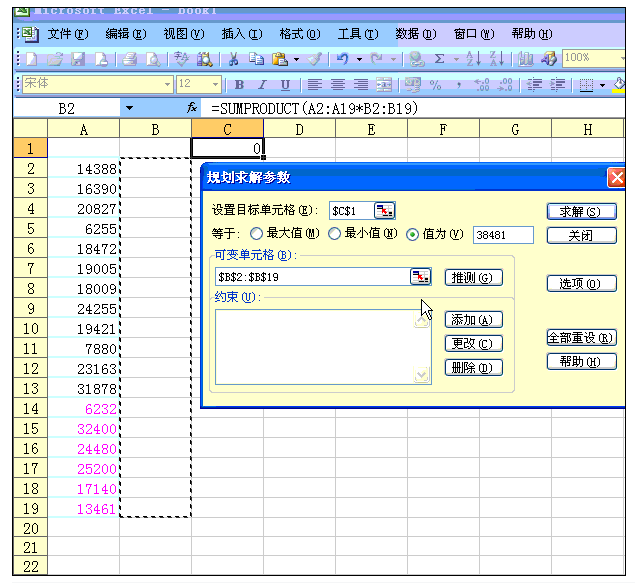 Microsoft Excel - Book1
文件(F) 编辑(E) 视图(V) 插入(I) 格式(O) 工具(T) 数据(D) 窗口(W) 帮助(H)
100%
宋体 12 B I U
B2 fx =SUMPRODUCT(A2:A19*B2:B19)
A B C D E F G H
1 0
2 14388
3 16390
4 20827
5 6255
6 18472
7 19005
8 18009
9 24255
10 19421
11 7880
12 23163
13 31878
14 6232
15 32400
16 24480
17 25200
18 17140
19 13461
20
21
22
规划求解参数
设置目标单元格(E): $C$1 求解(S)
等于: 最大值(M) 最小值(N) 值为(V) 38481 关闭
可变单元格(B):
$B$2:$B$19 推测(G) 选项(O)
约束(U):
添加(A)
更改(C) 全部重设(R)
删除(D) 帮助(H)